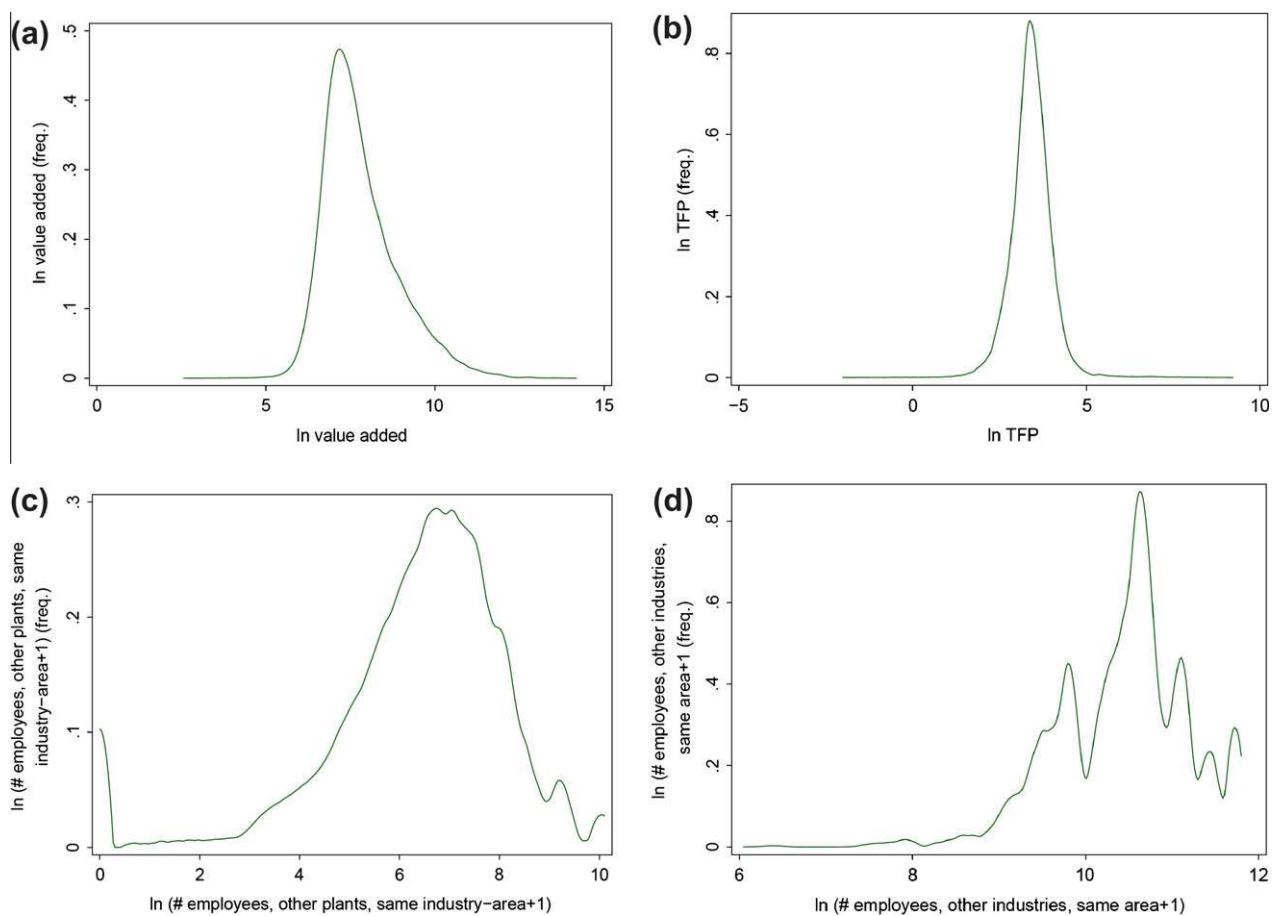 (a)
ln value added (freq.)
.5
.4
.3
.2
.1
0
0 5 10 15
ln value added
(b)
ln TFP (freq.)
.8
.6
.4
.2
0
−5 0 5 10
ln TFP
(c)
ln (# employees, other plants, same
industry−area+1) (freq.)
.3
.2
.1
0
0 2 4 6 8 10
ln (# employees, other plants, same industry−area+1)
(d)
ln (# employees, other industries,
same area+1) (freq.)
.8
.6
.4
.2
0
6 8 10 12
ln (# employees, other industries, same area+1)